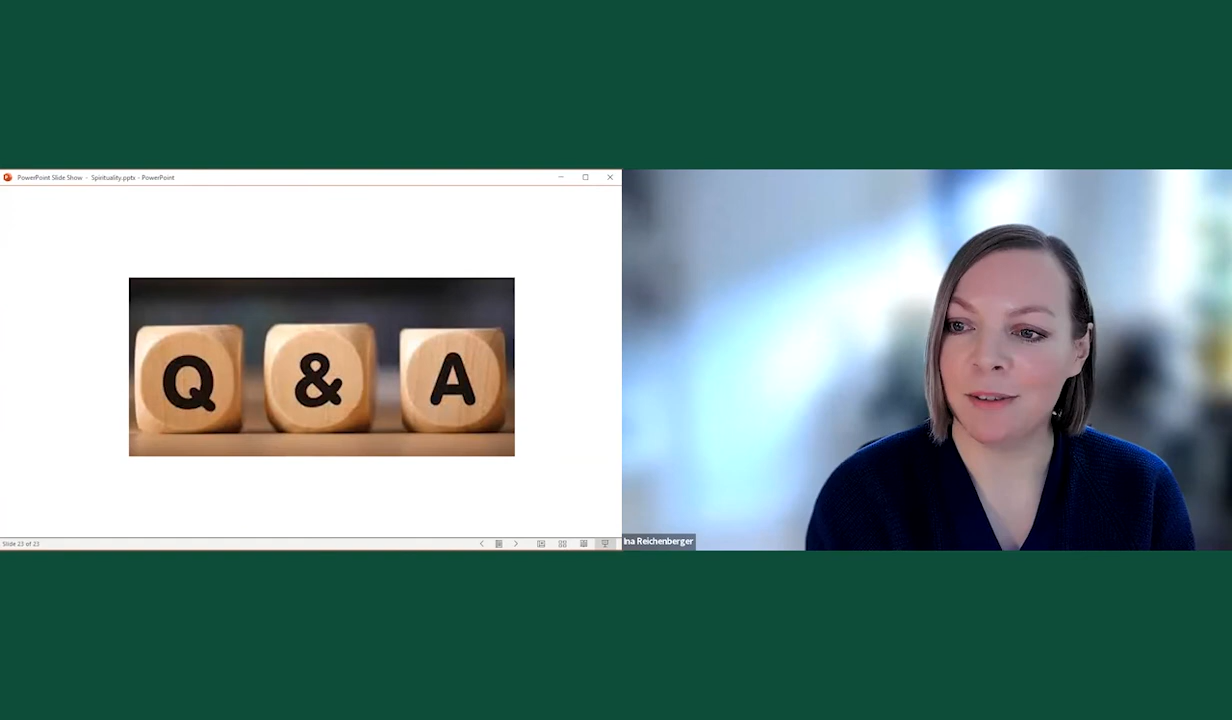 PowerPoint Slide Show - Spirituality.pptx - PowerPoint
Q & A
Slide 23 of 23
Ina Reichenberger